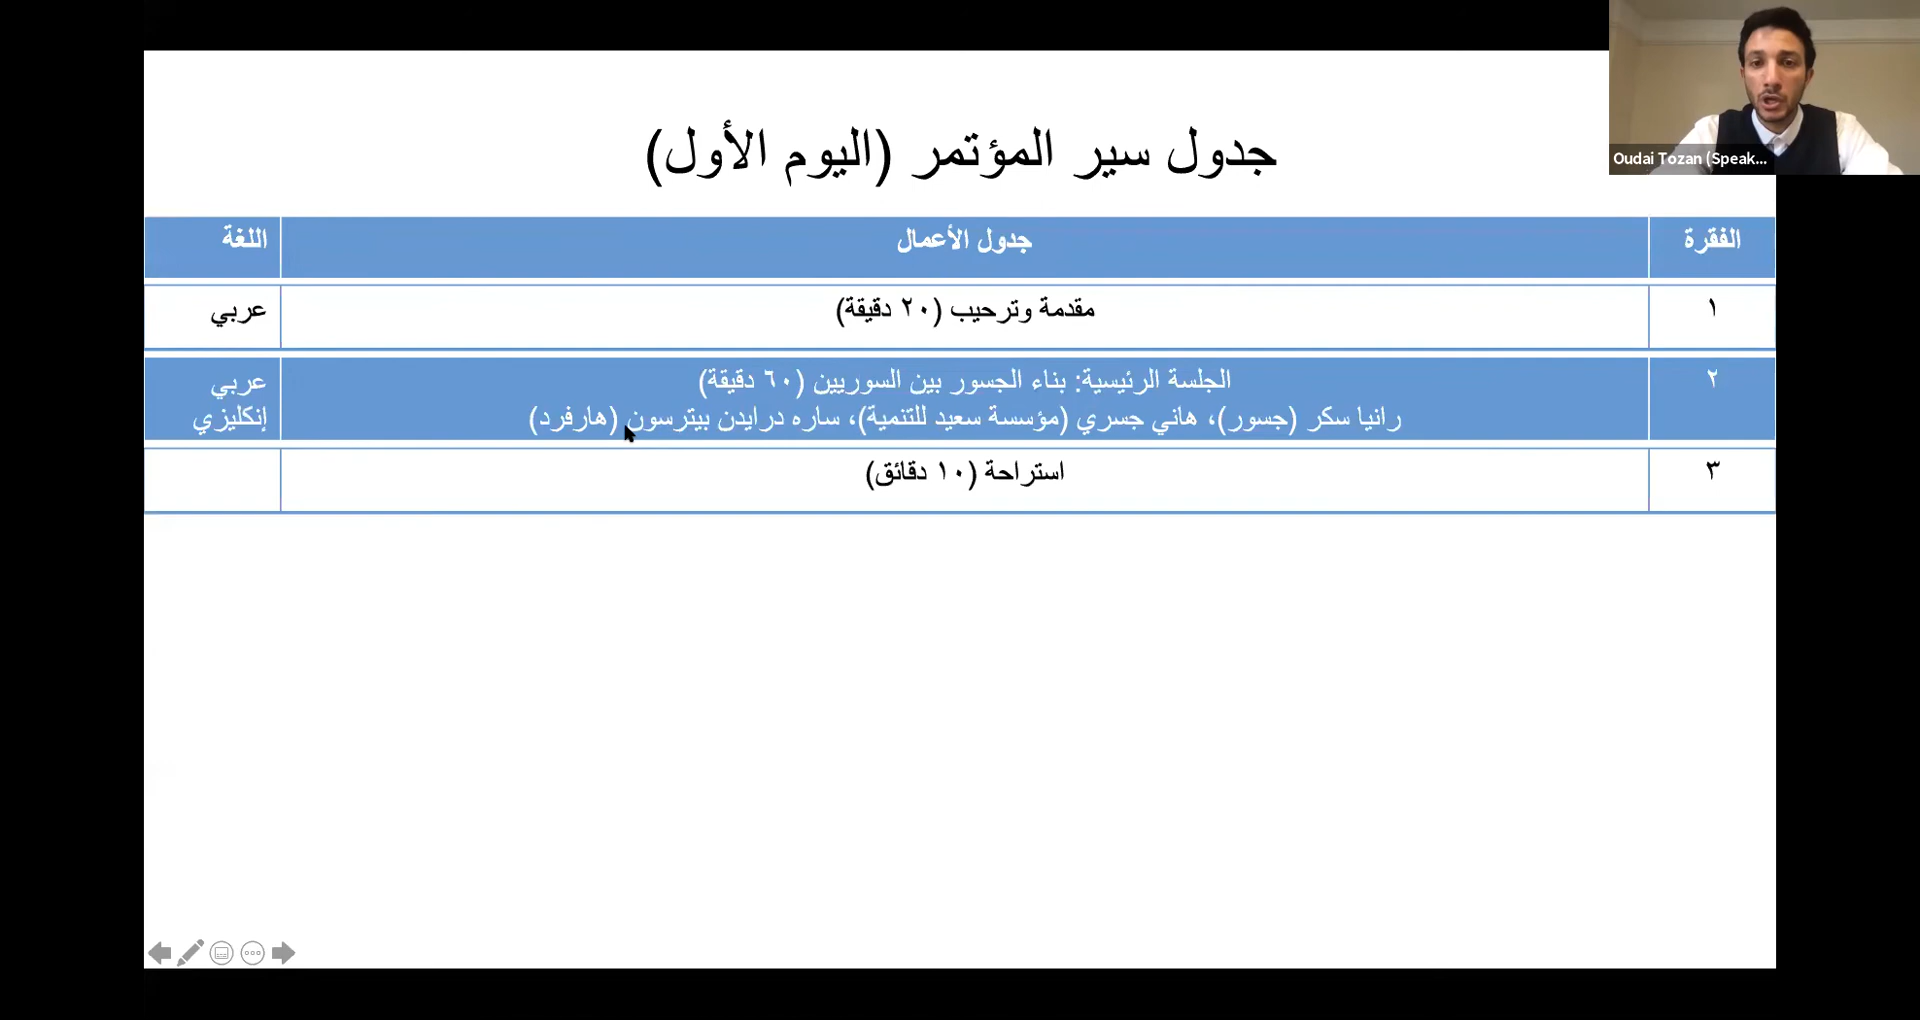 Oudai Tozan (Speak...
جدول سير المؤتمر (اليوم الأول)
الفقرة جدول الأعمال اللغة
١ مقدمة وترحيب (٢٠ دقيقة) عربي
٢ الجلسة الرئيسية: بناء الجسور بين السوريين (٦٠ دقيقة) عربي
رانيا سكر (جسور)، هاني جسري (مؤسسة سعيد للتنمية)، ساره درايدن بيترسون (هارفرد) إنكليزي
٣ استراحة (١٠ دقائق)